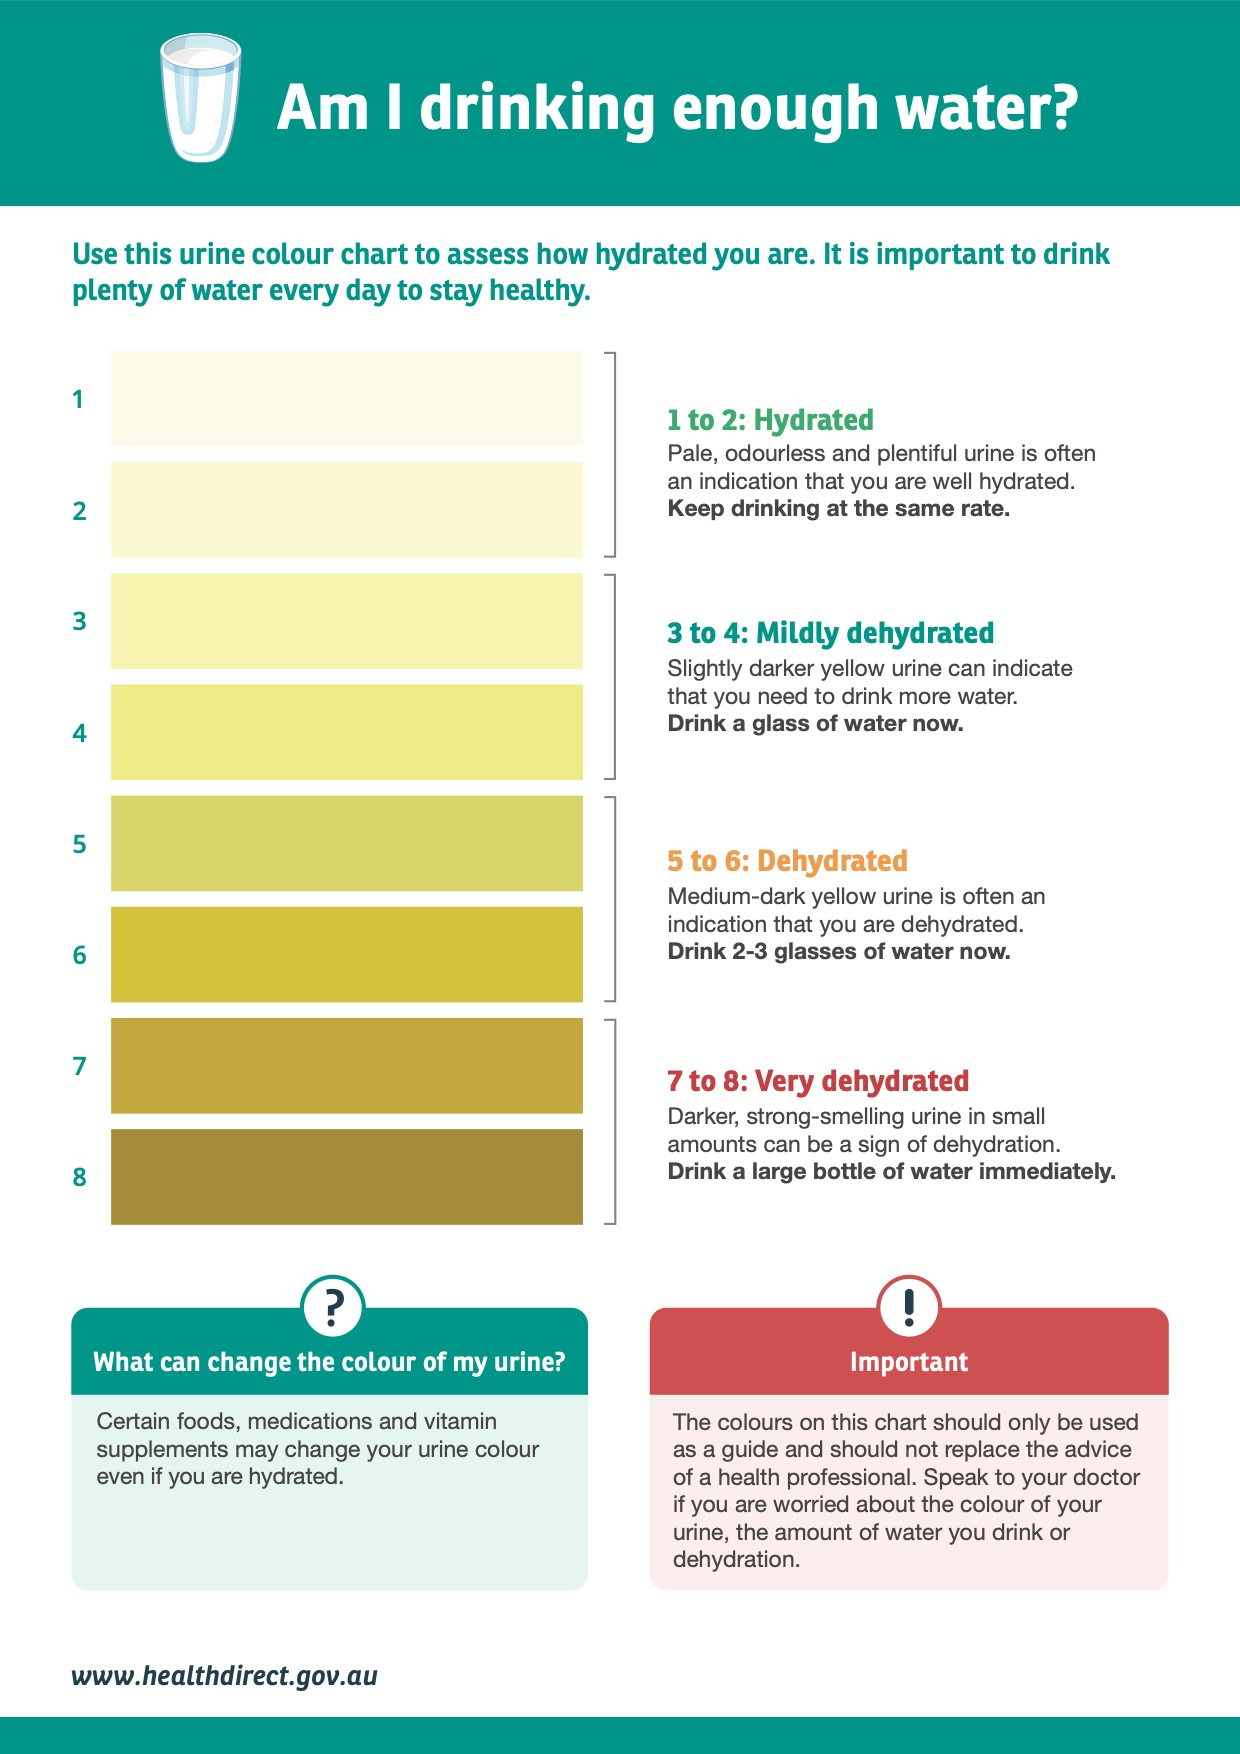 Am I drinking enough water?
Use this urine colour chart to assess how hydrated you are. It is important to drink
plenty of water every day to stay healthy.
1
2
1 to 2: Hydrated
Pale, odourless and plentiful urine is often
an indication that you are well hydrated.
Keep drinking at the same rate.
3
4
3 to 4: Mildly dehydrated
Slightly darker yellow urine can indicate
that you need to drink more water.
Drink a glass of water now.
5
6
5 to 6: Dehydrated
Medium-dark yellow urine is often an
indication that you are dehydrated.
Drink 2-3 glasses of water now.
7
8
7 to 8: Very dehydrated
Darker, strong-smelling urine in small
amounts can be a sign of dehydration.
Drink a large bottle of water immediately.
?
What can change the colour of my urine?
Certain foods, medications and vitamin
supplements may change your urine colour
even if you are hydrated.
!
Important
The colours on this chart should only be used
as a guide and should not replace the advice
of a health professional. Speak to your doctor
if you are worried about the colour of your
urine, the amount of water you drink or
dehydration.
www.healthdirect.gov.au